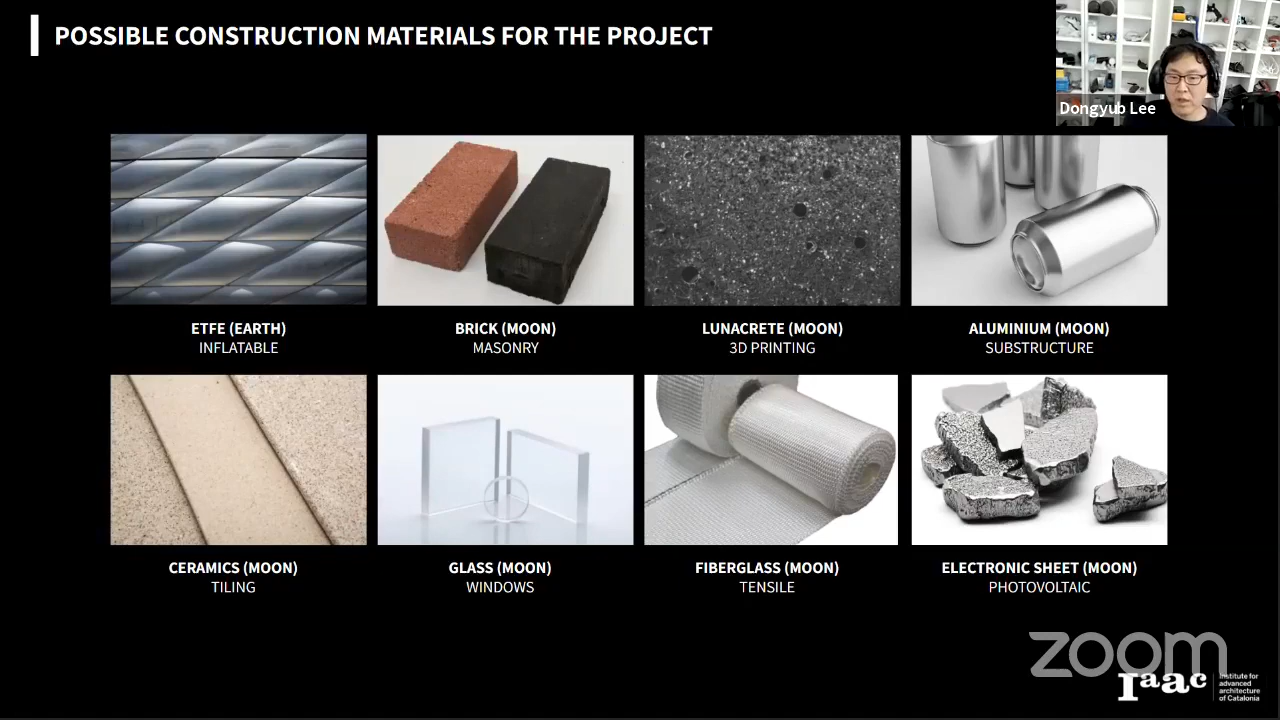 POSSIBLE CONSTRUCTION MATERIALS FOR THE PROJECT
Dongyub Lee
ETFE (EARTH)
INFLATABLE
BRICK (MOON)
MASONRY
LUNACRETE (MOON)
3D PRINTING
ALUMINIUM (MOON)
SUBSTRUCTURE
CERAMICS (MOON)
TILING
GLASS (MOON)
WINDOWS
FIBERGLASS (MOON)
TENSILE
ELECTRONIC SHEET (MOON)
PHOTOVOLTAIC
zoom
Iaac
Institute for
advanced
architecture
of Catalonia